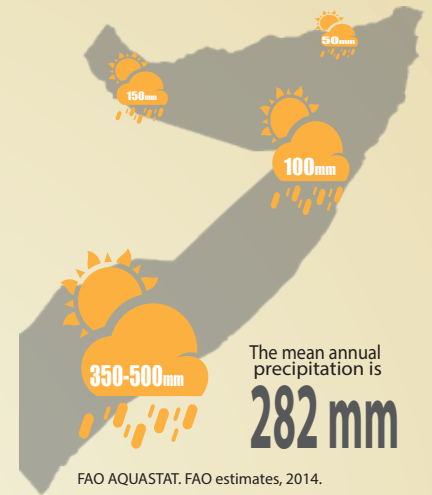 50mm
150mm
100mm
350-500mm
The mean annual
precipitation is
282 mm
FAO AQUASTAT. FAO estimates, 2014.